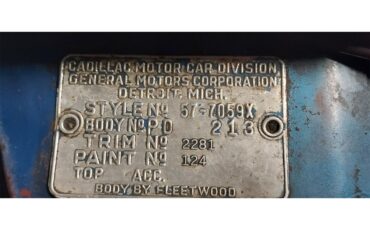 CADILLAC MOTOR CAR DIVISION
GENERAL MOTORS CORPORATION
DETROIT, MICH.
STYLE Nº 57-7059X
BODY Nº PO 213
TRIM Nº 2281
PAINT Nº 124
TOP ACC.
BODY BY FLEETWOOD